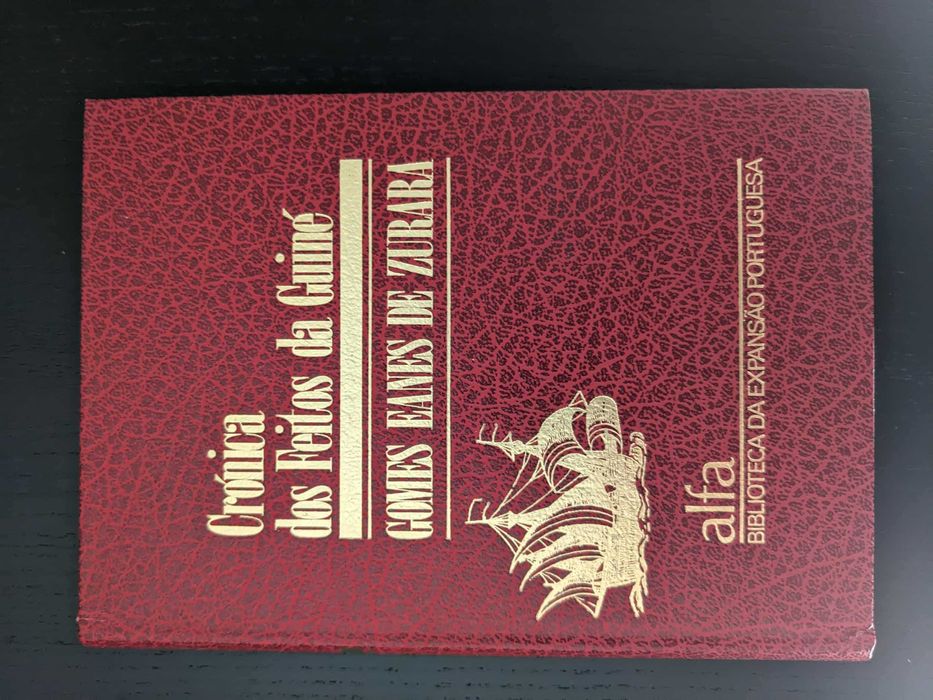 Crónica
dos Feitos da Guiné
GOMES EANES DE ZURARA
alfa
BIBLIOTECA DA EXPANSÃO PORTUGUESA